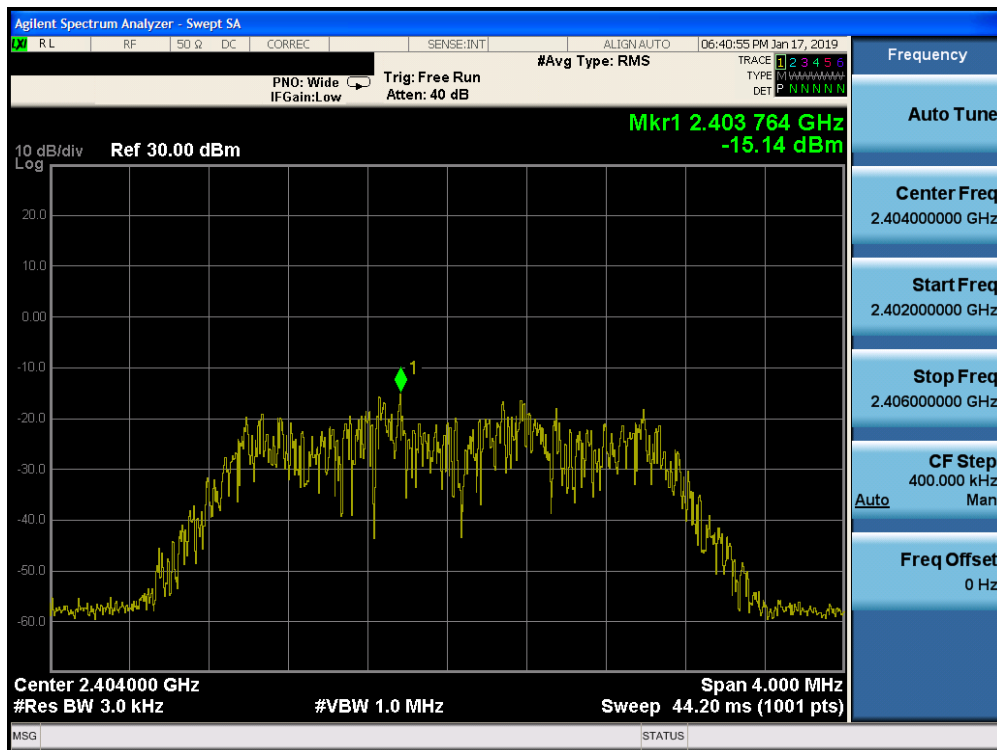 Agilent Spectrum Analyzer - Swept SA
LXI RL RF 50 Ω DC CORREC SENSE:INT ALIGN AUTO 06:40:55 PM Jan 17, 2019
#Avg Type: RMS TRACE 1 2 3 4 5 6
PNO: Wide Trig: Free Run TYPE M WWWWW
IFGain:Low Atten: 40 dB DET P N N N N N
Mkr1 2.403 764 GHz
-15.14 dBm
10 dB/div Ref 30.00 dBm
Log
20.0
10.0
0.00
-10.0
1
-20.0
-30.0
-40.0
-50.0
-60.0
Center 2.404000 GHz Span 4.000 MHz
#Res BW 3.0 kHz #VBW 1.0 MHz Sweep 44.20 ms (1001 pts)
MSG STATUS
Frequency
Auto Tune
Center Freq
2.404000000 GHz
Start Freq
2.402000000 GHz
Stop Freq
2.406000000 GHz
CF Step
400.000 kHz
Auto Man
Freq Offset
0 Hz